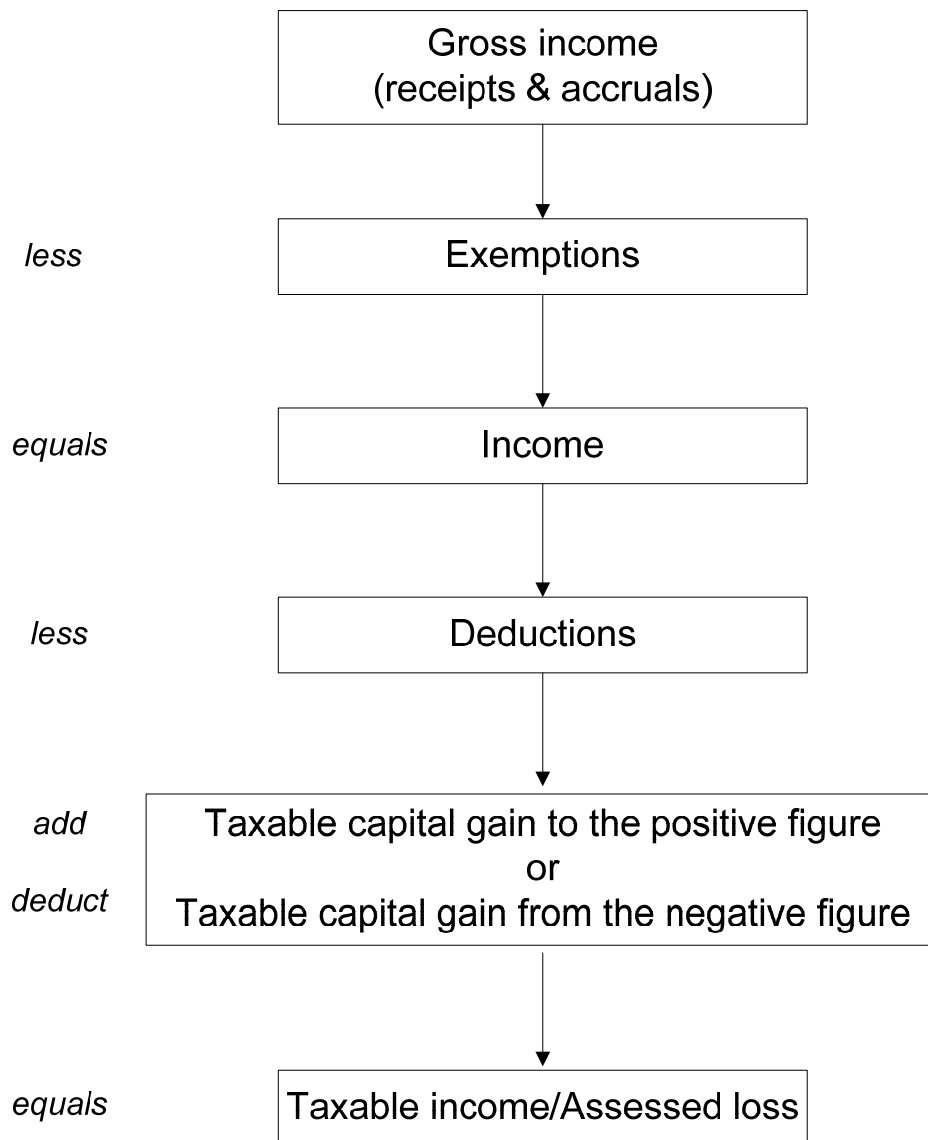 Gross income
(receipts & accruals)
less
Exemptions
equals
Income
less
Deductions
add
Taxable capital gain to the positive figure
or
deduct
Taxable capital gain from the negative figure
equals
Taxable income/Assessed loss